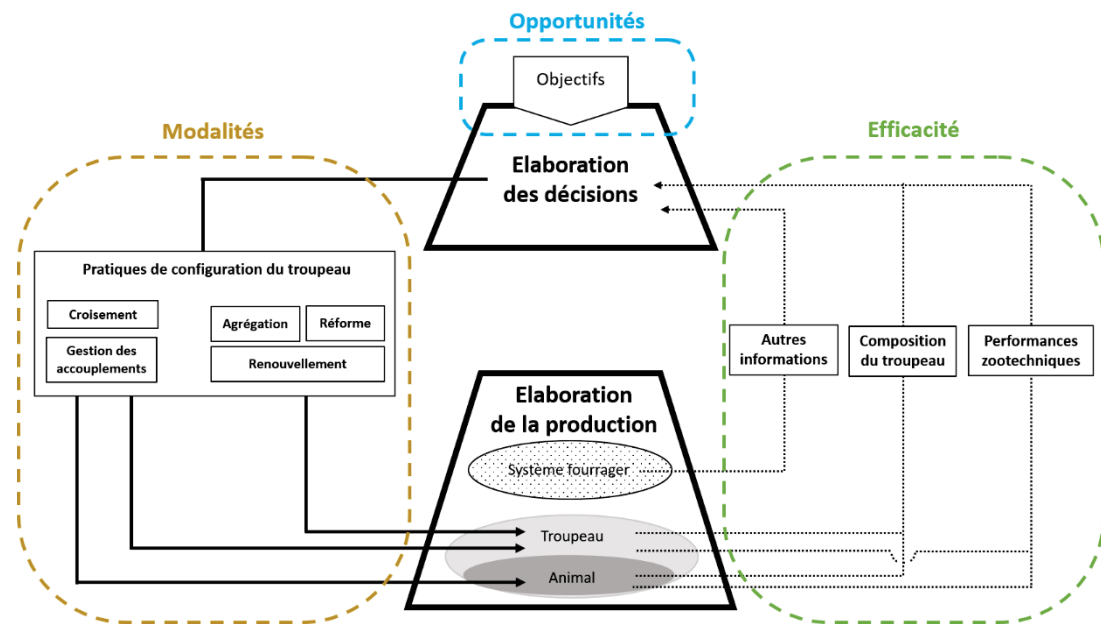 Opportunités
Objectifs
Modalités
Efficacité
Elaboration
des décisions
Pratiques de configuration du troupeau
Croisement
Agrégation
Réforme
Gestion des
accouplements
Renouvellement
Autres
informations
Composition
du troupeau
Performances
zootechniques
Elaboration
de la production
Système fourrager
Troupeau
Animal